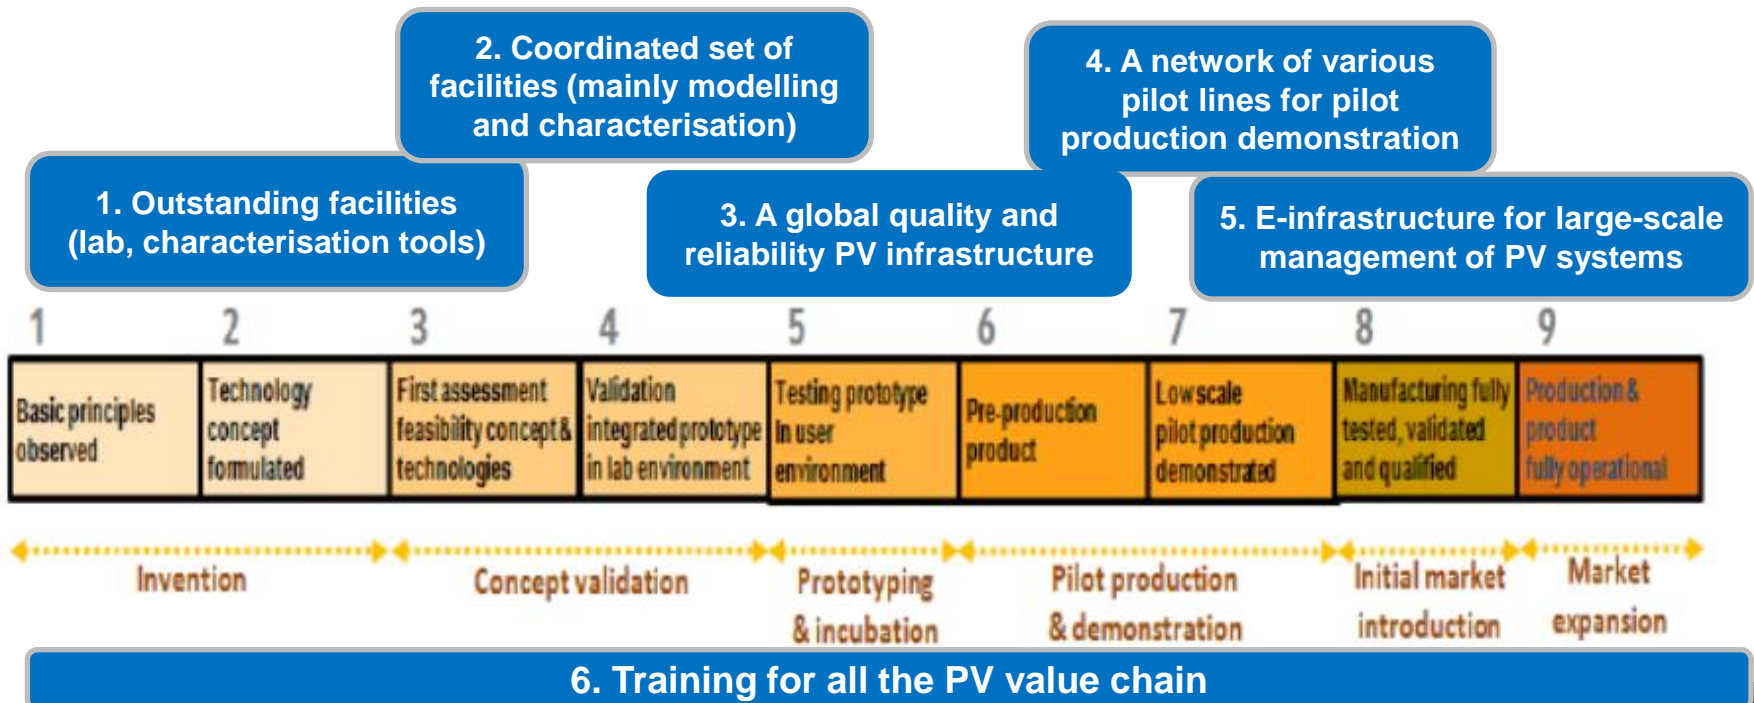 2. Coordinated set of
facilities (mainly modelling
and characterisation)
4. A network of various
pilot lines for pilot
production demonstration
1. Outstanding facilities
(lab, characterisation tools)
3. A global quality and
reliability PV infrastructure
5. E-infrastructure for large-scale
management of PV systems
1 2 3 4 5 6 7 8 9
Basic principles
observed
Technology
concept
formulated
First assessment
feasibility concept &
technologies
Validation
integrated prototype
in lab environment
Testing prototype
In user
environment
Pre-production
product
Low scale
pilot production
demonstrated
Manufacturing fully
tested, validated
and qualified
Production &
product
fully operational
Invention
Concept validation
Prototyping
& incubation
Pilot production
& demonstration
Initial market
introduction
Market
expansion
6. Training for all the PV value chain